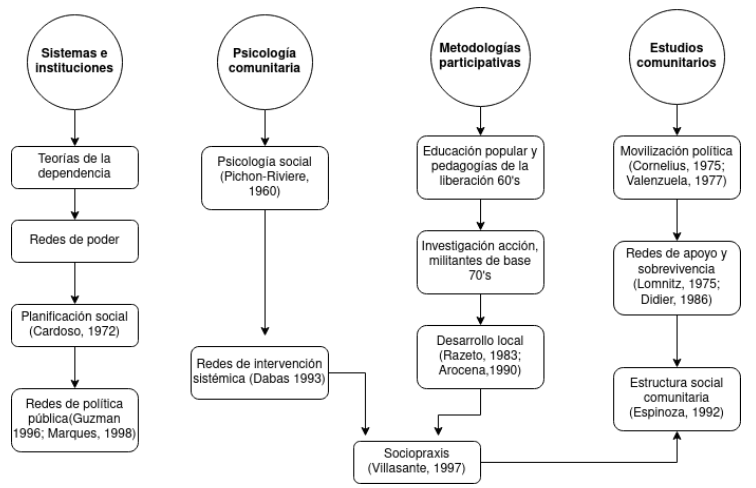 Sistemas e
instituciones
Teorías de la
dependencia
Redes de poder
Planificación social
(Cardoso, 1972)
Redes de política
pública(Guzman
1996; Marques, 1998)
Psicología
comunitaria
Psicología social
(Pichon-Riviere,
1960)
Redes de intervención
sistémica (Dabas 1993)
Metodologías
participativas
Educación popular y
pedagogías de la
liberación 60's
Investigación acción,
militantes de base
70's
Desarrollo local
(Razeto, 1983;
Arocena,1990)
Sociopraxis
(Villasante, 1997)
Estudios
comunitarios
Movilización política
(Cornelius, 1975;
Valenzuela, 1977)
Redes de apoyo y
sobrevivencia
(Lomnitz, 1975;
Didier, 1986)
Estructura social
comunitaria
(Espinoza, 1992)